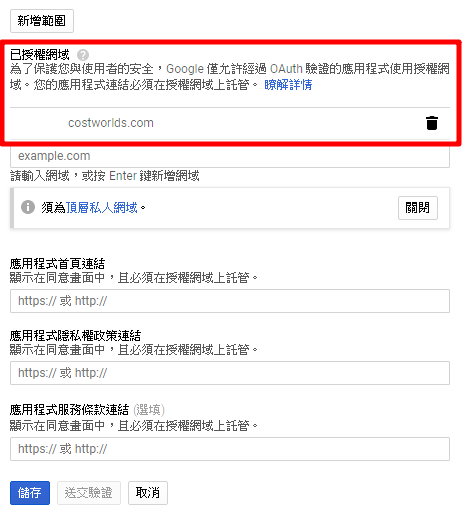 新增範圍
已授權網域 ?
為了保護您與使用者的安全，Google 僅允許經過 OAuth 驗證的應用程式使用授權網
域。您的應用程式連結必須在授權網域上託管。 瞭解詳情
costworlds.com
example.com
請輸入網域，或按 Enter 鍵新增網域
須為頂層私人網域。 關閉
應用程式首頁連結
顯示在同意畫面中，且必須在授權網域上託管。
https:// 或 http://
應用程式隱私權政策連結
顯示在同意畫面中，且必須在授權網域上託管。
https:// 或 http://
應用程式服務條款連結 (選填)
顯示在同意畫面中，且必須在授權網域上託管。
https:// 或 http://
儲存 送交驗證 取消